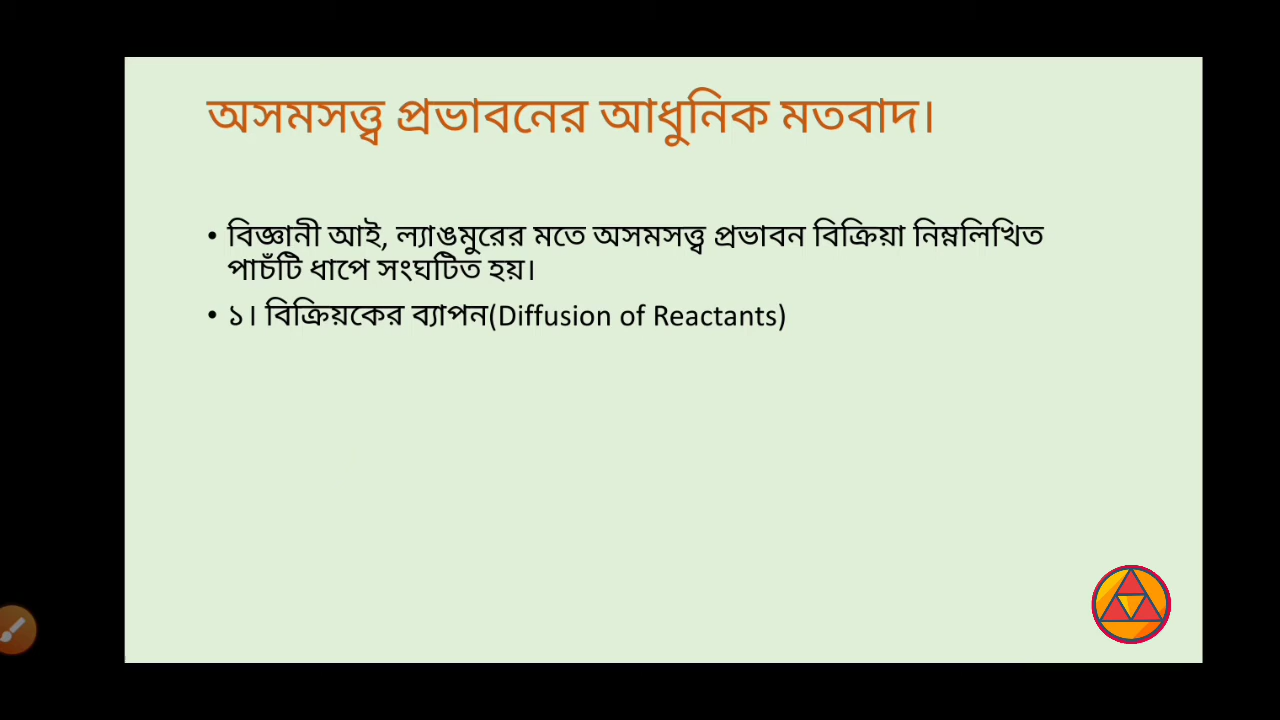 অসমসত্ত্ব প্রভাবনের আধুনিক মতবাদ।
• বিজ্ঞানী আই, ল্যাঙমুরের মতে অসমসত্ত্ব প্রভাবন বিক্রিয়া নিম্নলিখিত
পাচঁটি ধাপে সংঘটিত হয়।
• ১। বিক্রিয়কের ব্যাপন(Diffusion of Reactants)